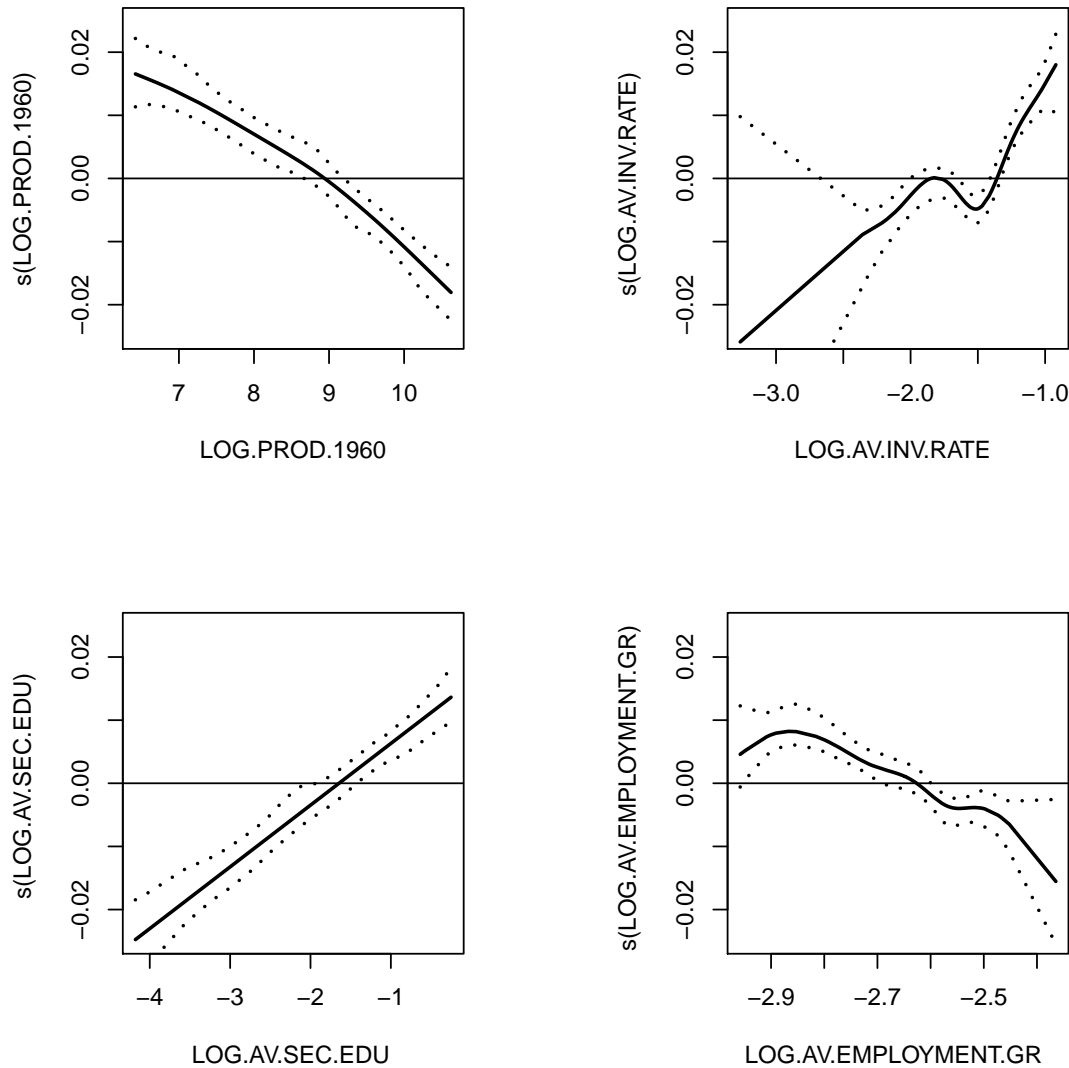 s(LOG.PROD.1960)
0.02
0.00
−0.02
7 8 9 10
LOG.PROD.1960
s(LOG.AV.INV.RATE)
0.02
0.00
−0.02
−3.0 −2.0 −1.0
LOG.AV.INV.RATE
s(LOG.AV.SEC.EDU)
0.02
0.00
−0.02
−4 −3 −2 −1
LOG.AV.SEC.EDU
s(LOG.AV.EMPLOYMENT.GR)
0.02
0.00
−0.02
−2.9 −2.7 −2.5
LOG.AV.EMPLOYMENT.GR